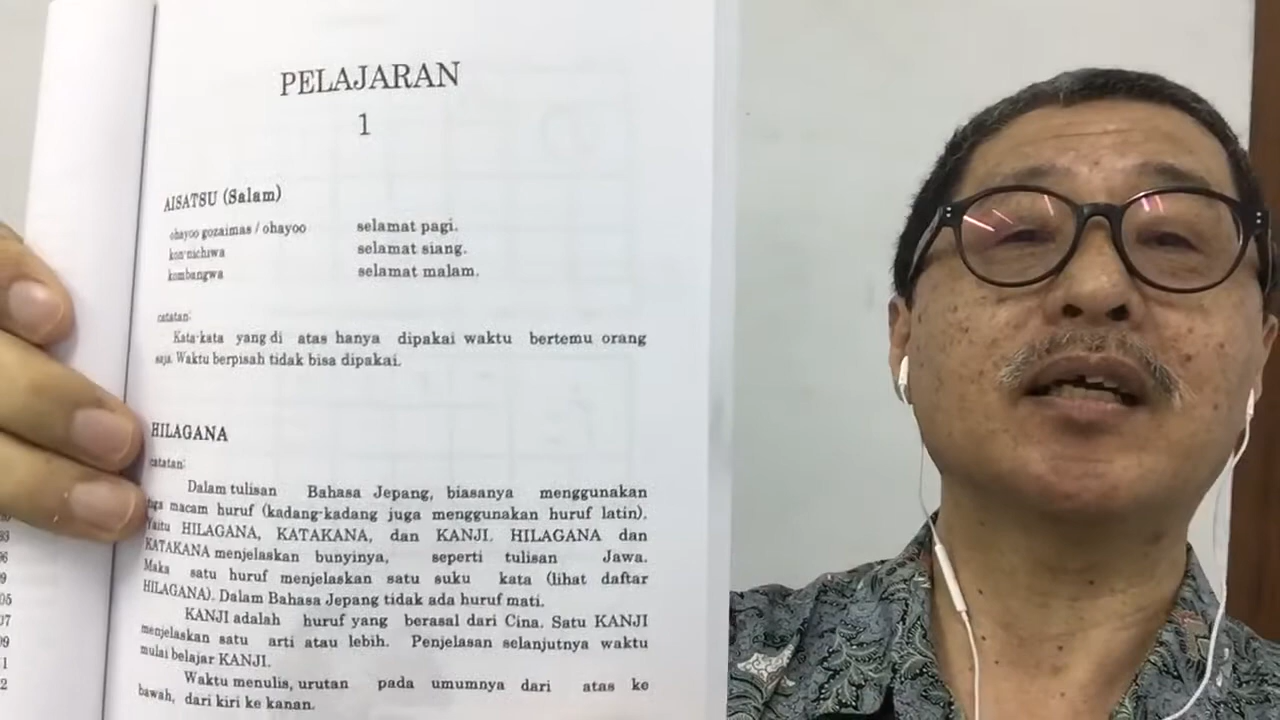 PELAJARAN
1
AISATSU (Salam)
ohayoo gozaimas / ohayoo selamat pagi.
kon-nichiwa selamat siang.
kombangwa selamat malam.
catatan:
Kata-kata yang di atas hanya dipakai waktu bertemu orang
saja. Waktu berpisah tidak bisa dipakai.
HILAGANA
catatan:
Dalam tulisan Bahasa Jepang, biasanya menggunakan
tiga macam huruf (kadang-kadang juga menggunakan huruf latin).
Yaitu HILAGANA, KATAKANA, dan KANJI. HILAGANA dan
KATAKANA menjelaskan bunyinya, seperti tulisan Jawa.
Maka satu huruf menjelaskan satu suku kata (lihat daftar
HILAGANA). Dalam Bahasa Jepang tidak ada huruf mati.
KANJI adalah huruf yang berasal dari Cina. Satu KANJI
menjelaskan satu arti atau lebih. Penjelasan selanjutnya waktu
mulai belajar KANJI.
Waktu menulis, urutan pada umumnya dari atas ke
bawah, dari kiri ke kanan.